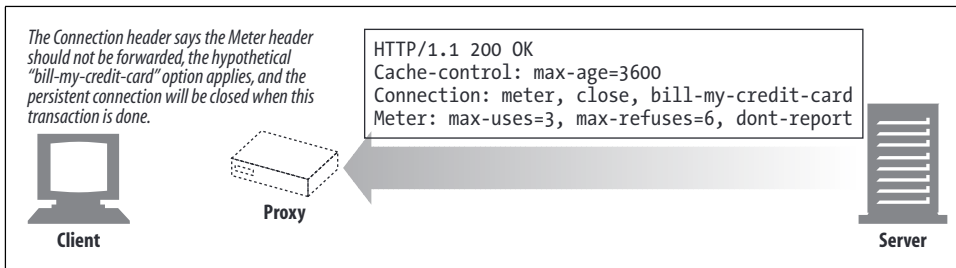 The Connection header says the Meter header
should not be forwarded, the hypothetical
“bill-my-credit-card” option applies, and the
persistent connection will be closed when this
transaction is done.
HTTP/1.1 200 OK
Cache-control: max-age=3600
Connection: meter, close, bill-my-credit-card
Meter: max-uses=3, max-refuses=6, dont-report
Client
Proxy
Server